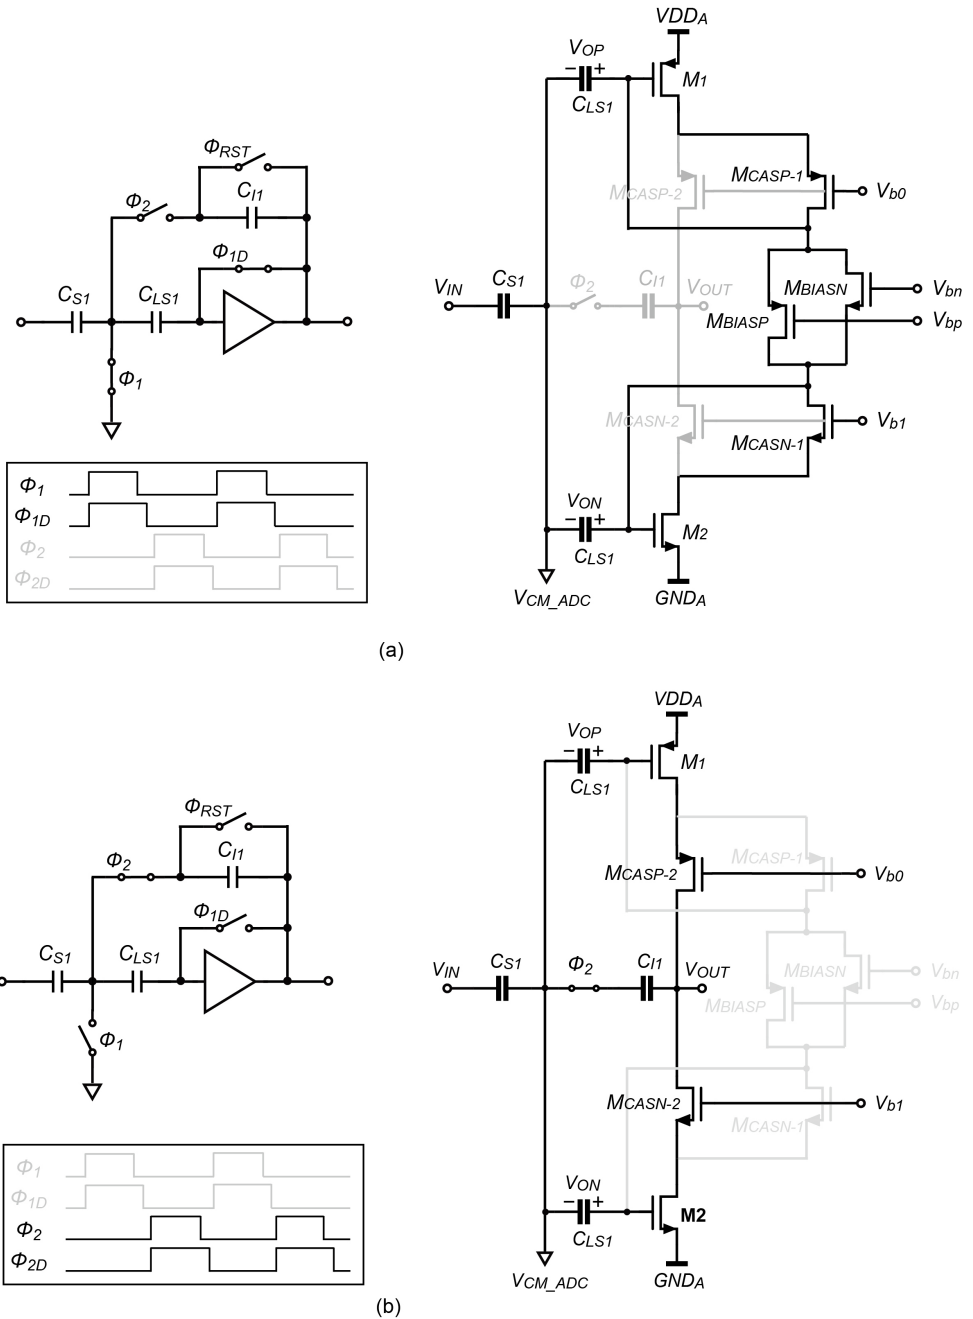 VDDA
VOP
− +
CLS1
M1
ΦRST
CI1
Φ2
Φ1D
CS1
CLS1
Φ1
MCASP-2
MCASP-1
Vb0
VIN
CS1
Φ2
CI1
VOUT
MBIASN
Vbn
MBIASP
Vbp
MCASN-2
MCASN-1
Vb1
VON
− +
CLS1
M2
VCM_ADC
GNDA
Φ1
Φ1D
Φ2
Φ2D
(a)
VDDA
VOP
− +
CLS1
M1
ΦRST
CI1
Φ2
Φ1D
CS1
CLS1
Φ1
MCASP-2
MCASP-1
Vb0
VIN
CS1
Φ2
CI1
VOUT
MBIASN
Vbn
MBIASP
Vbp
MCASN-2
MCASN-1
Vb1
VON
− +
CLS1
M2
VCM_ADC
GNDA
Φ1
Φ1D
Φ2
Φ2D
(b)